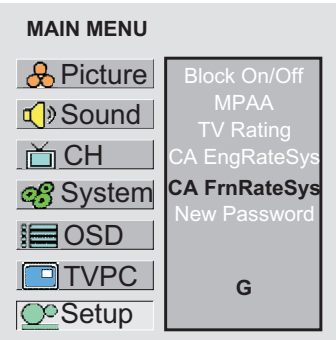 MAIN MENU
Picture
Sound
CH
System
OSD
TVPC
Setup
Block On/Off
MPAA
TV Rating
CA EngRateSys
CA FrnRateSys
New Password
G